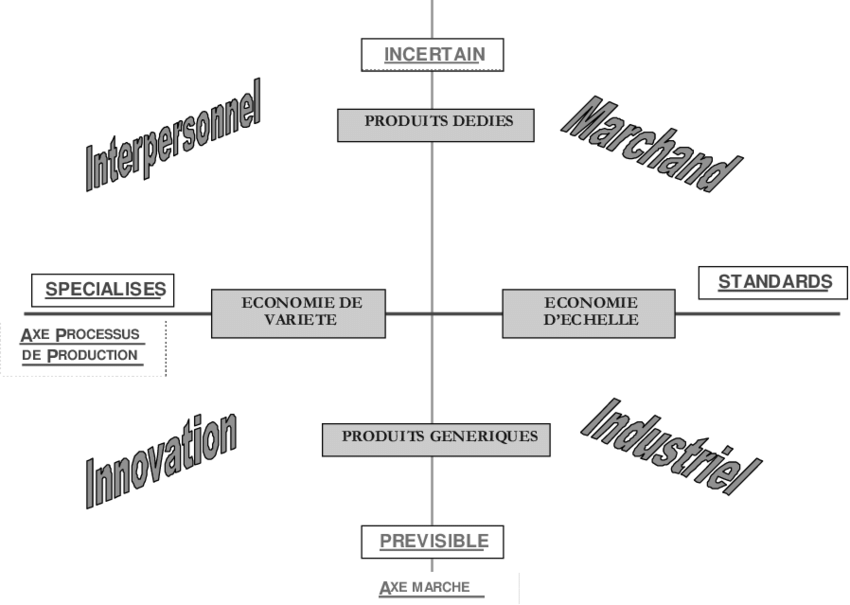 INCERTAIN
Interpersonnel
PRODUITS DEDIES
Marchand
SPECIALISES
ECONOMIE DE
VARIETE
ECONOMIE
D'ECHELLE
STANDARDS
AXE PROCESSUS
DE PRODUCTION
Innovation
PRODUITS GENERIQUES
Industriel
PREVISIBLE
AXE MARCHE